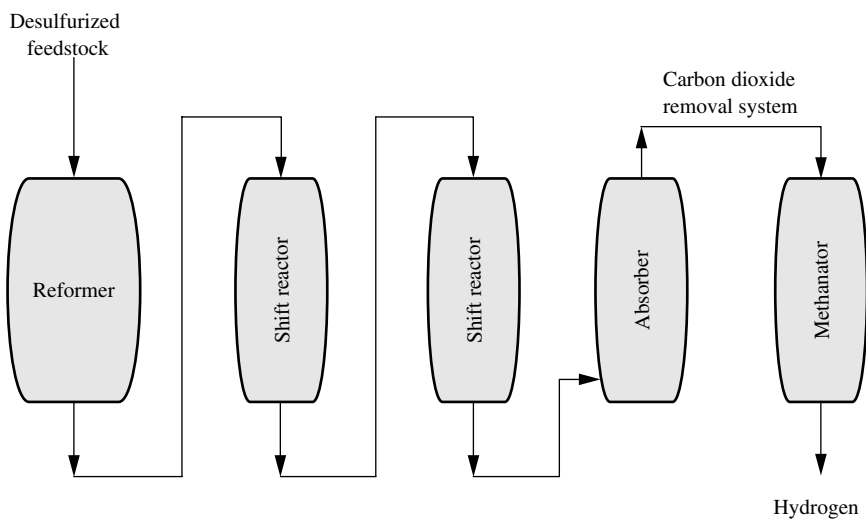 Desulfurized
feedstock
Carbon dioxide
removal system
Reformer
Shift reactor
Shift reactor
Absorber
Methanator
Hydrogen